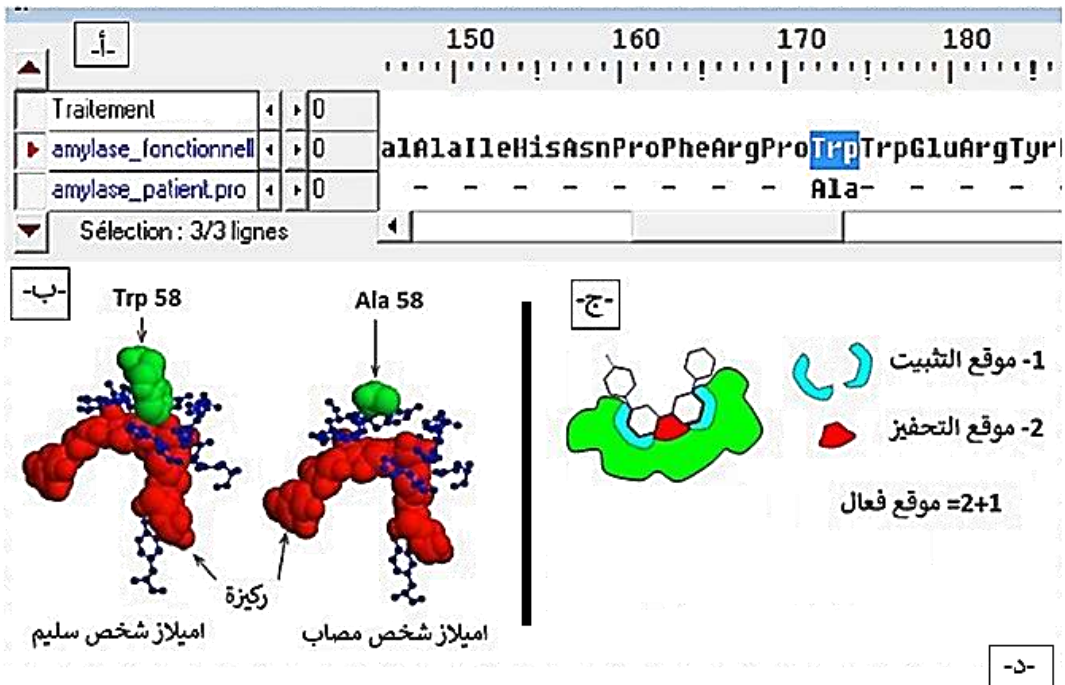 -أ-
150 160 170 180
Traitement 0
amylase_fonctionnell 0 alAlaIleHisAsnProPheArgProTrpTrpGluArgTyr
amylase_patient.pro 0 - - - - - - - - - Ala-
Sélection : 3/3 lignes
-ب-
Trp 58
Ala 58
ركيزة
اميلاز شخص سليم
اميلاز شخص مصاب
-ج-
1- موقع التثبيت
2- موقع التحفيز
2+1= موقع فعال
-د-